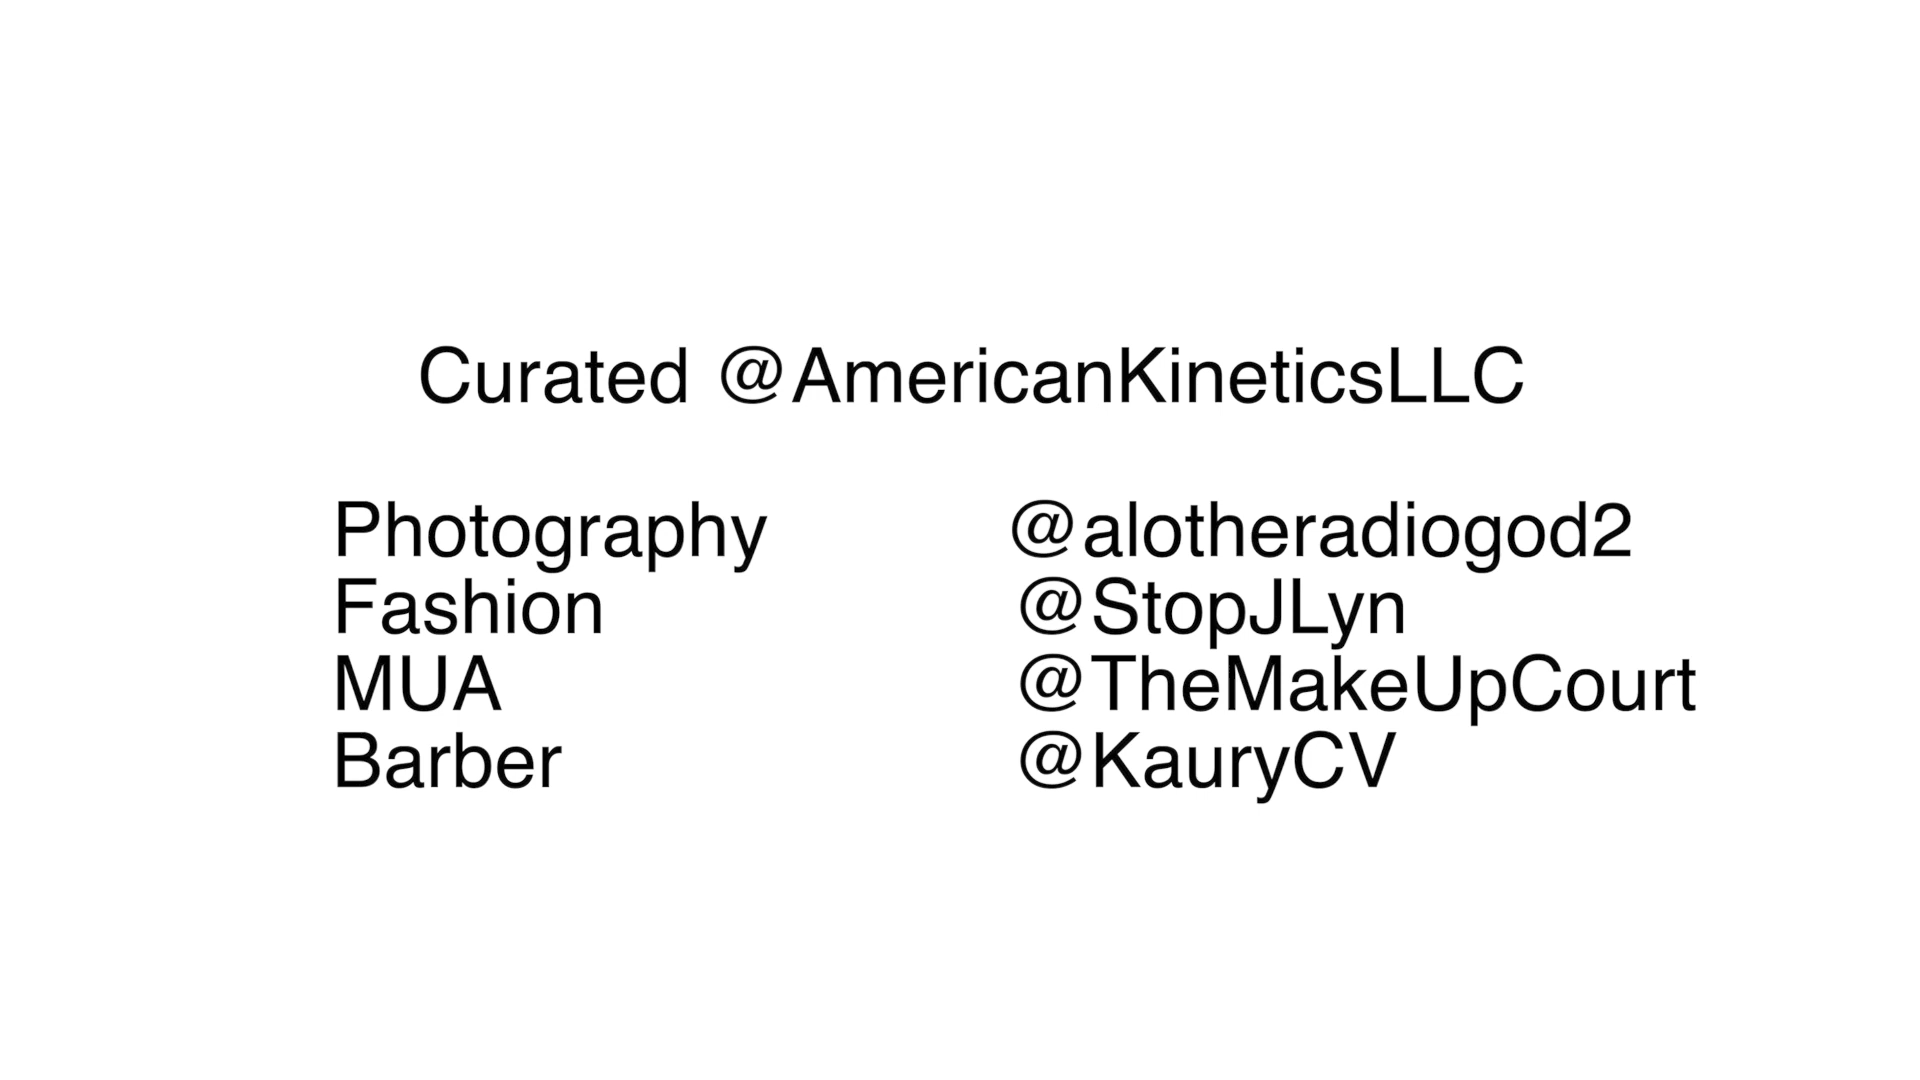 Curated @AmericanKineticsLLC
Photography @alotheradiogod2
Fashion @StopJLyn
MUA @TheMakeUpCourt
Barber @KauryCV